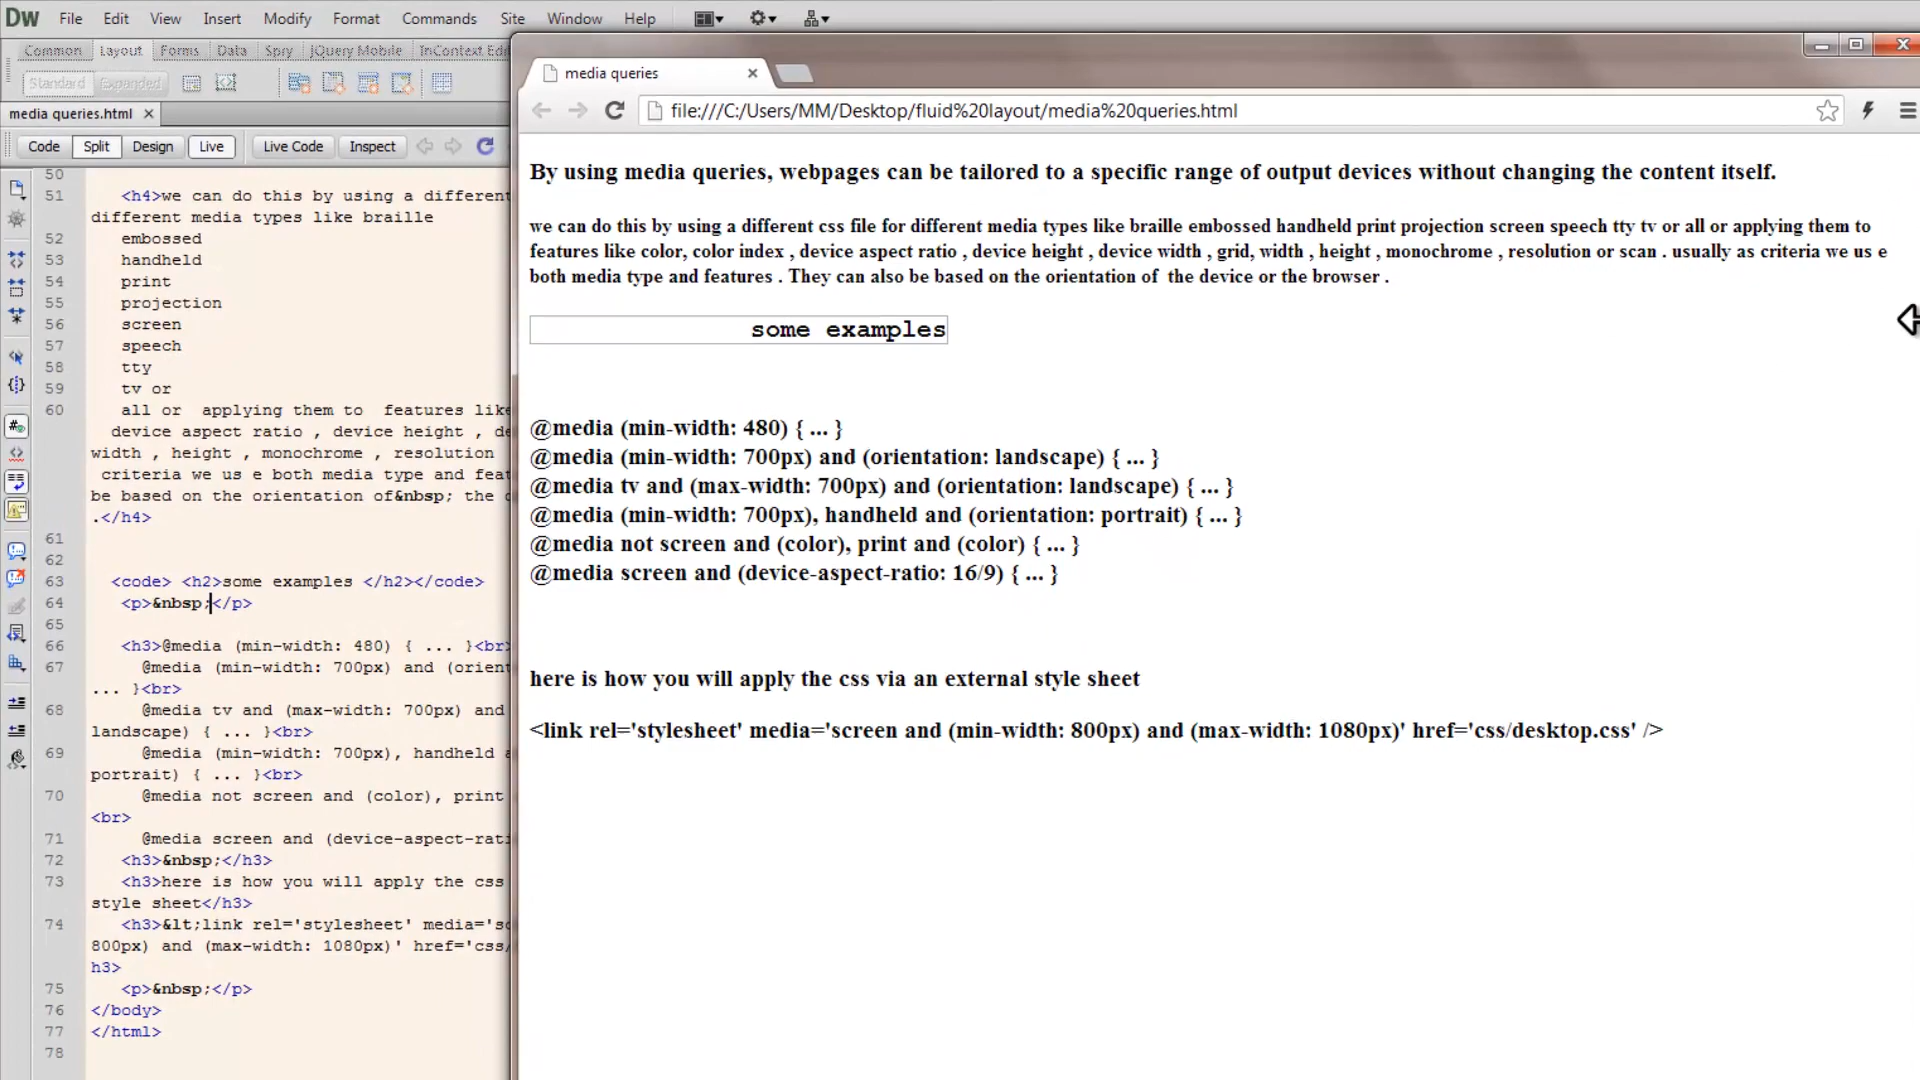 Dw File Edit View Insert Modify Format Commands Site Window Help
Common Layout Forms Data Spry jQuery Mobile InContext Edi
Standard Expanded
media queries.html
Code Split Design Live Live Code Inspect
50
51 <h4>we can do this by using a different
different media types like braille
52 embossed
53 handheld
54 print
55 projection
56 screen
57 speech
58 tty
59 tv or
60 all or applying them to features like
device aspect ratio , device height , de
width , height , monochrome , resolution
criteria we us e both media type and feat
be based on the orientation of&nbsp; the d
.</h4>
61
62
63 <code> <h2>some examples </h2></code>
64 <p>&nbsp;</p>
65
66 <h3>@media (min-width: 480) { ... }<br>
67 @media (min-width: 700px) and (orient
... }<br>
68 @media tv and (max-width: 700px) and
landscape) { ... }<br>
69 @media (min-width: 700px), handheld a
portrait) { ... }<br>
70 @media not screen and (color), print
<br>
71 @media screen and (device-aspect-rati
72 <h3>&nbsp;</h3>
73 <h3>here is how you will apply the css
style sheet</h3>
74 <h3>&lt;link rel='stylesheet' media='sc
800px) and (max-width: 1080px)' href='css/
h3>
75 <p>&nbsp;</p>
76 </body>
77 </html>
78
media queries
file:///C:/Users/MM/Desktop/fluid%20layout/media%20queries.html
By using media queries, webpages can be tailored to a specific range of output devices without changing the content itself.
we can do this by using a different css file for different media types like braille embossed handheld print projection screen speech tty tv or all or applying them to
features like color, color index , device aspect ratio , device height , device width , grid, width , height , monochrome , resolution or scan . usually as criteria we us e
both media type and features . They can also be based on the orientation of  the device or the browser .
some examples
@media (min-width: 480) { ... }
@media (min-width: 700px) and (orientation: landscape) { ... }
@media tv and (max-width: 700px) and (orientation: landscape) { ... }
@media (min-width: 700px), handheld and (orientation: portrait) { ... }
@media not screen and (color), print and (color) { ... }
@media screen and (device-aspect-ratio: 16/9) { ... }
here is how you will apply the css via an external style sheet
<link rel='stylesheet' media='screen and (min-width: 800px) and (max-width: 1080px)' href='css/desktop.css' />